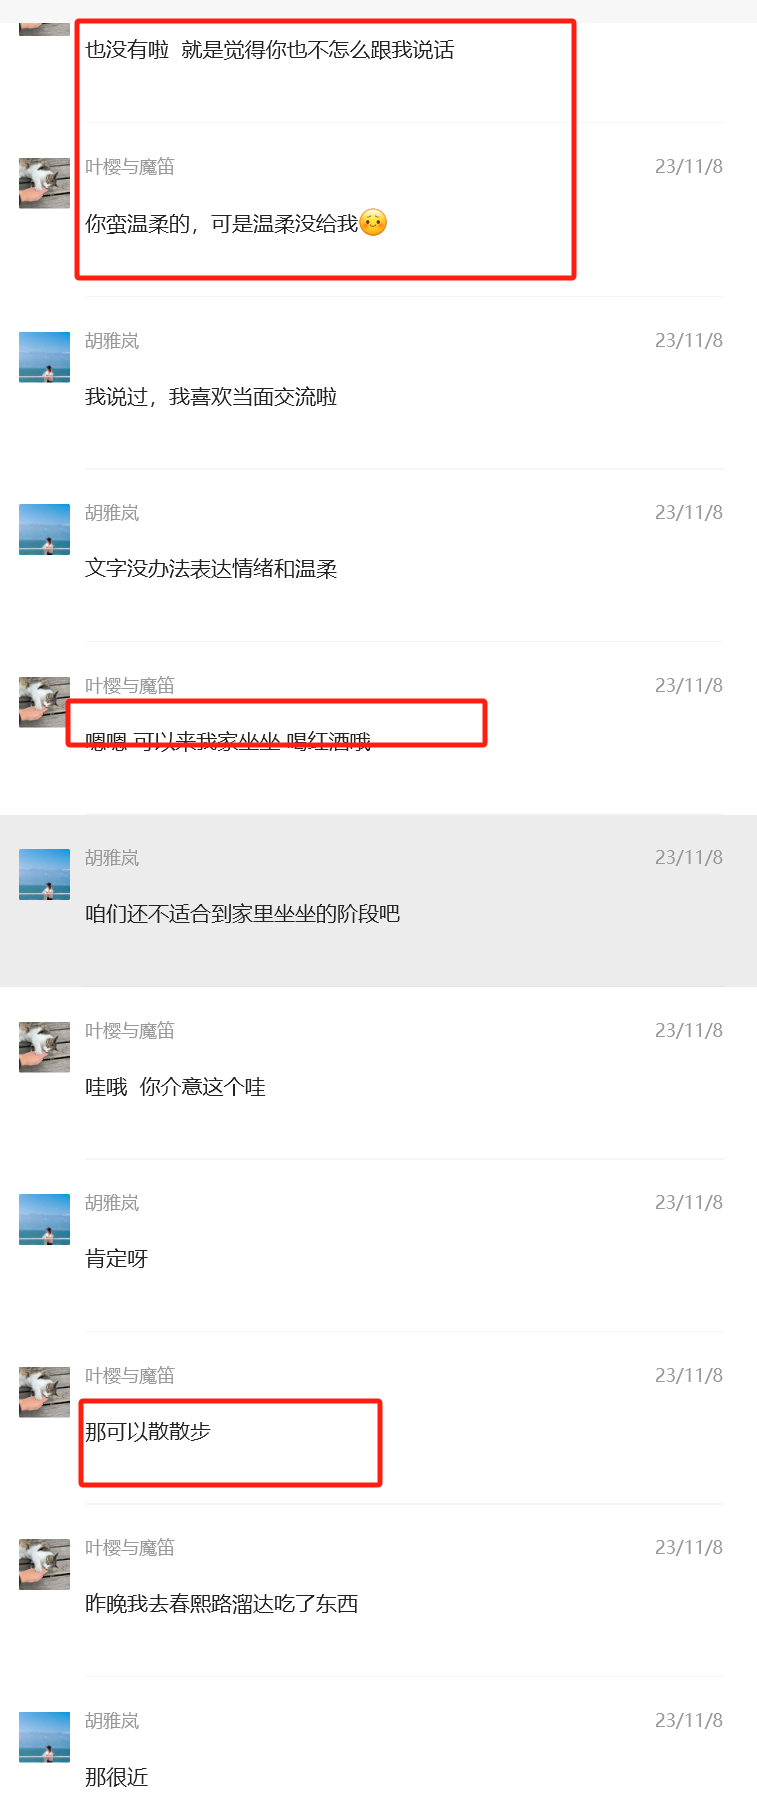 也没有啦 就是觉得你也不怎么跟我说话
叶樱与魔笛 23/11/8
你蛮温柔的，可是温柔没给我
胡雅岚 23/11/8
我说过，我喜欢当面交流啦
胡雅岚 23/11/8
文字没办法表达情绪和温柔
叶樱与魔笛 23/11/8
嗯嗯 可以来我家坐坐 喝红酒哦
胡雅岚 23/11/8
咱们还不适合到家里坐坐的阶段吧
叶樱与魔笛 23/11/8
哇哦 你介意这个哇
胡雅岚 23/11/8
肯定呀
叶樱与魔笛 23/11/8
那可以散散步
叶樱与魔笛 23/11/8
昨晚我去春熙路溜达吃了东西
胡雅岚 23/11/8
那很近